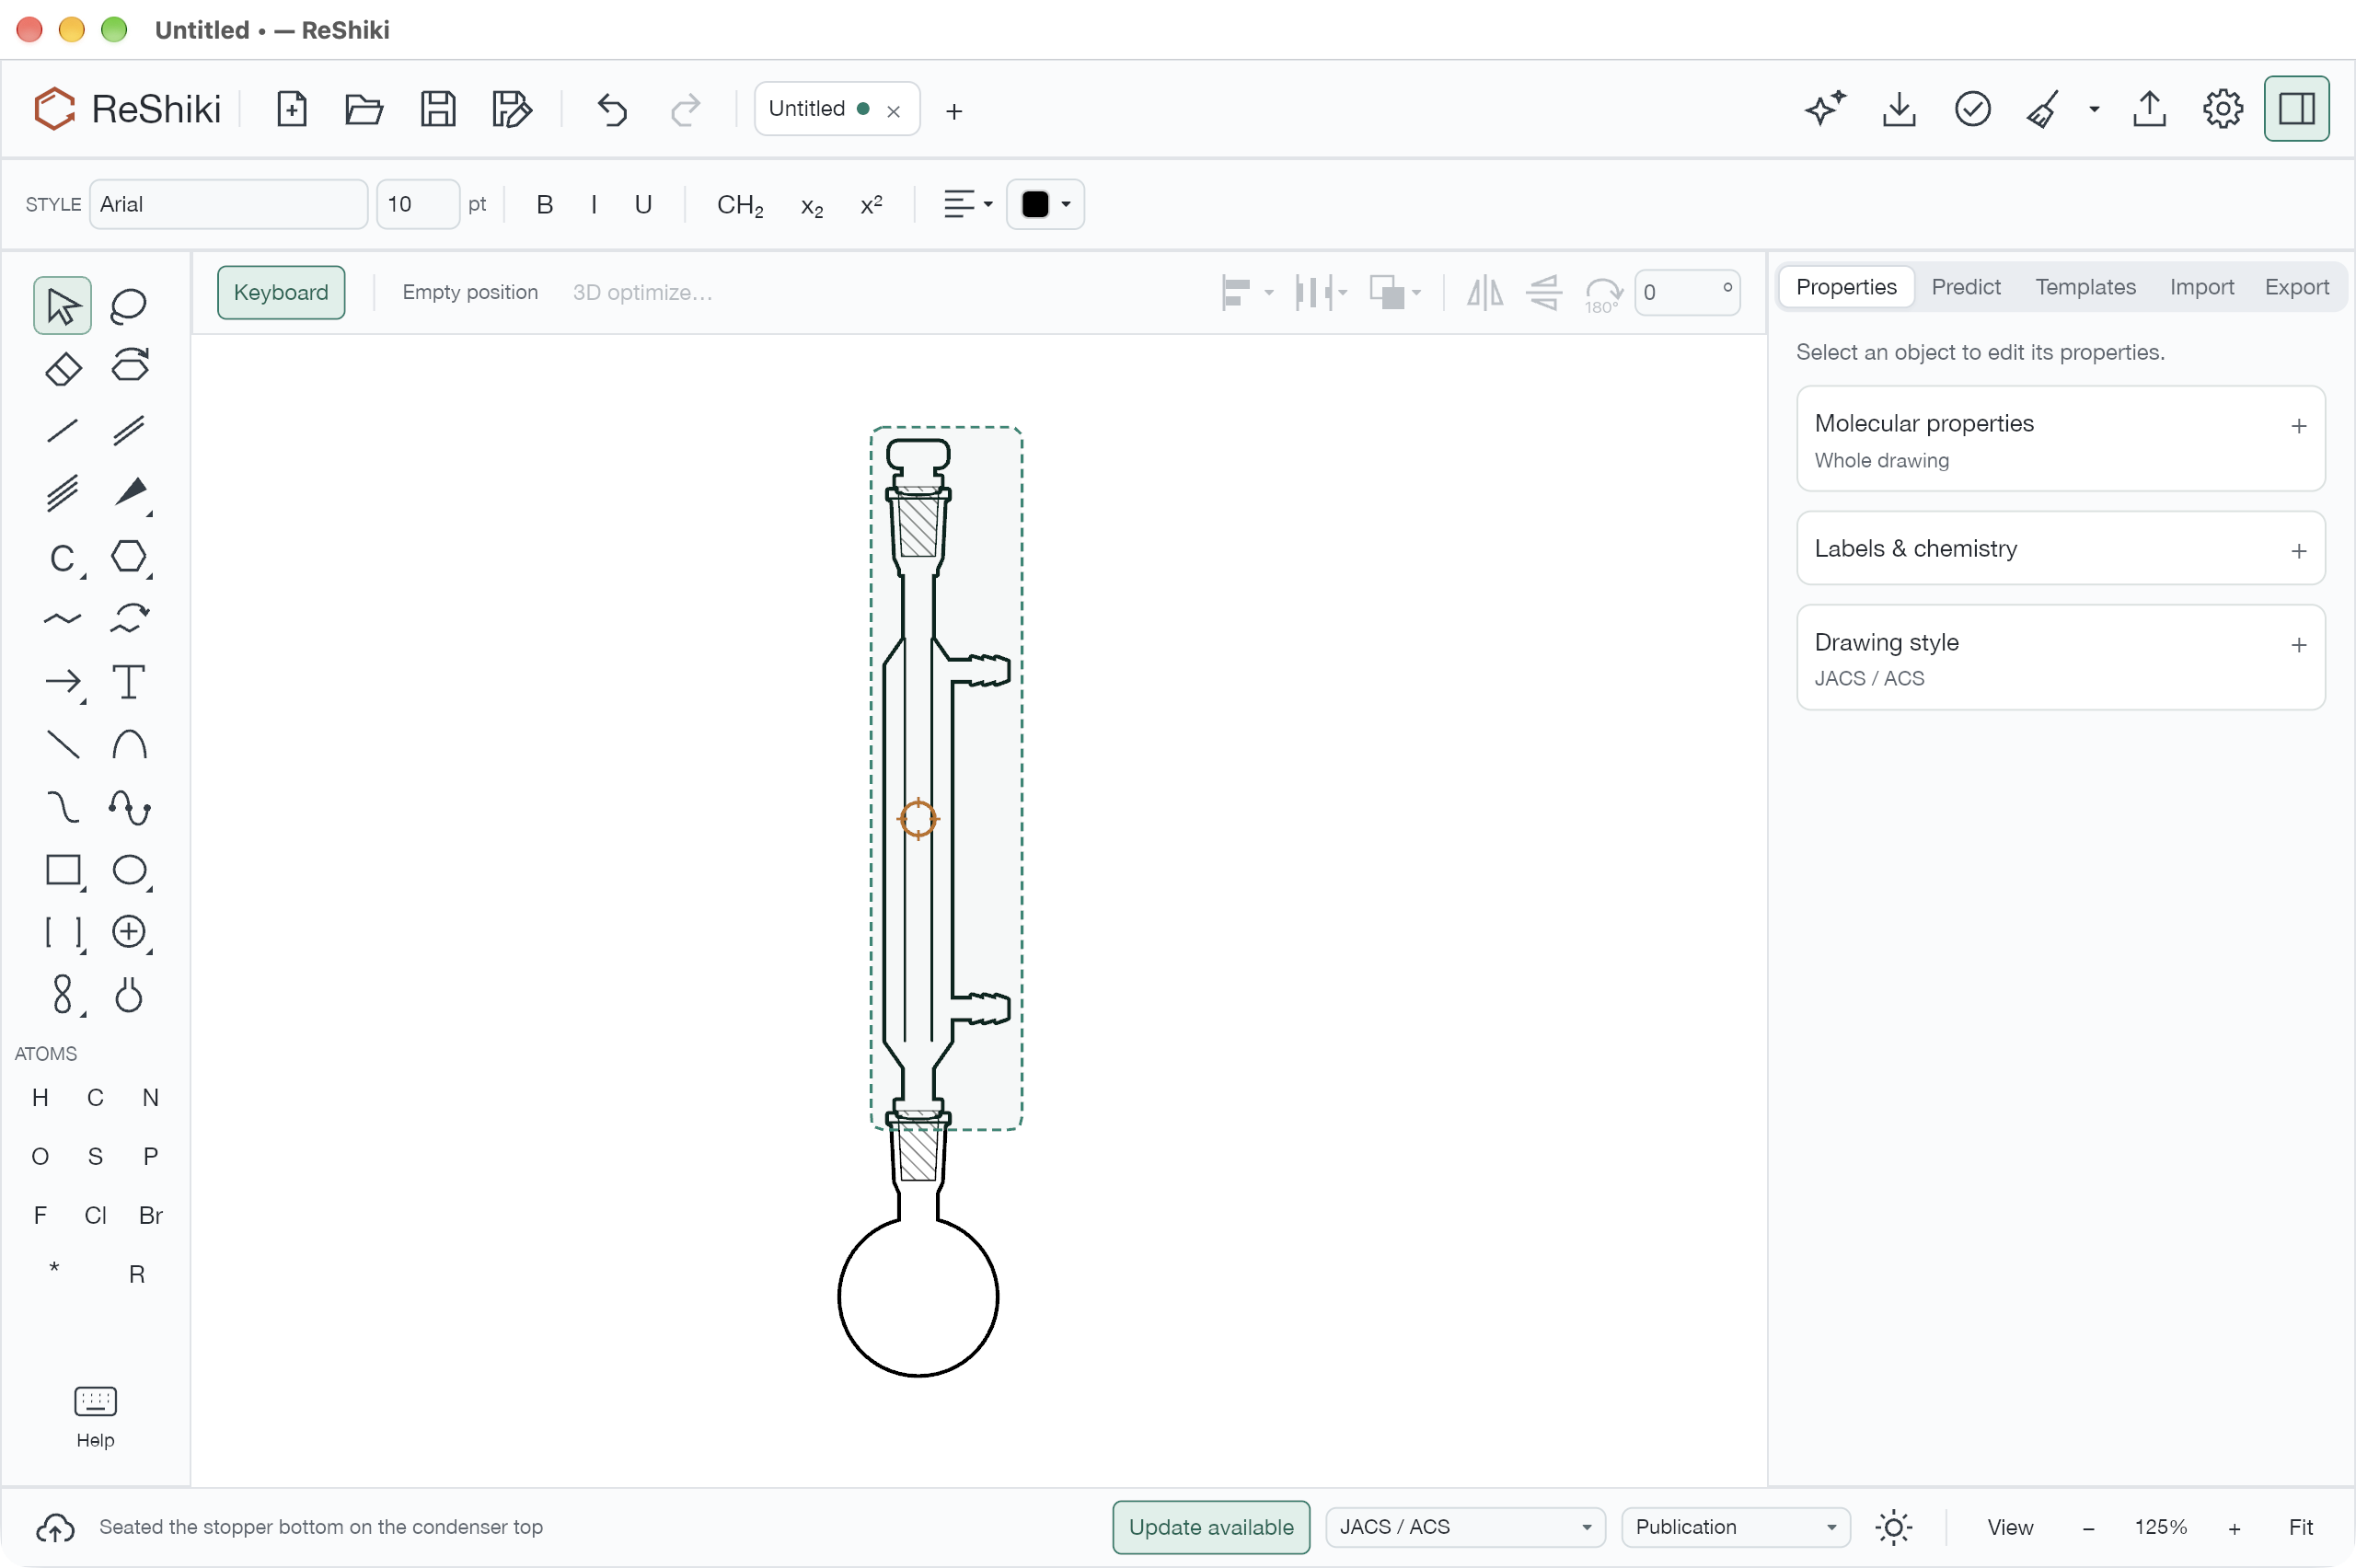 Untitled • — ReShiki
ReShiki
Untitled
STYLE Arial 10 pt B I U CH₂ x₂ x²
Keyboard Empty position 3D optimize... 180° 0 °
Properties Predict Templates Import Export
Select an object to edit its properties.
Molecular properties
Whole drawing
Labels & chemistry
Drawing style
JACS / ACS
C
T
ATOMS
H C N
O S P
F Cl Br
* R
Help
Seated the stopper bottom on the condenser top
Update available JACS / ACS Publication View − 125% + Fit